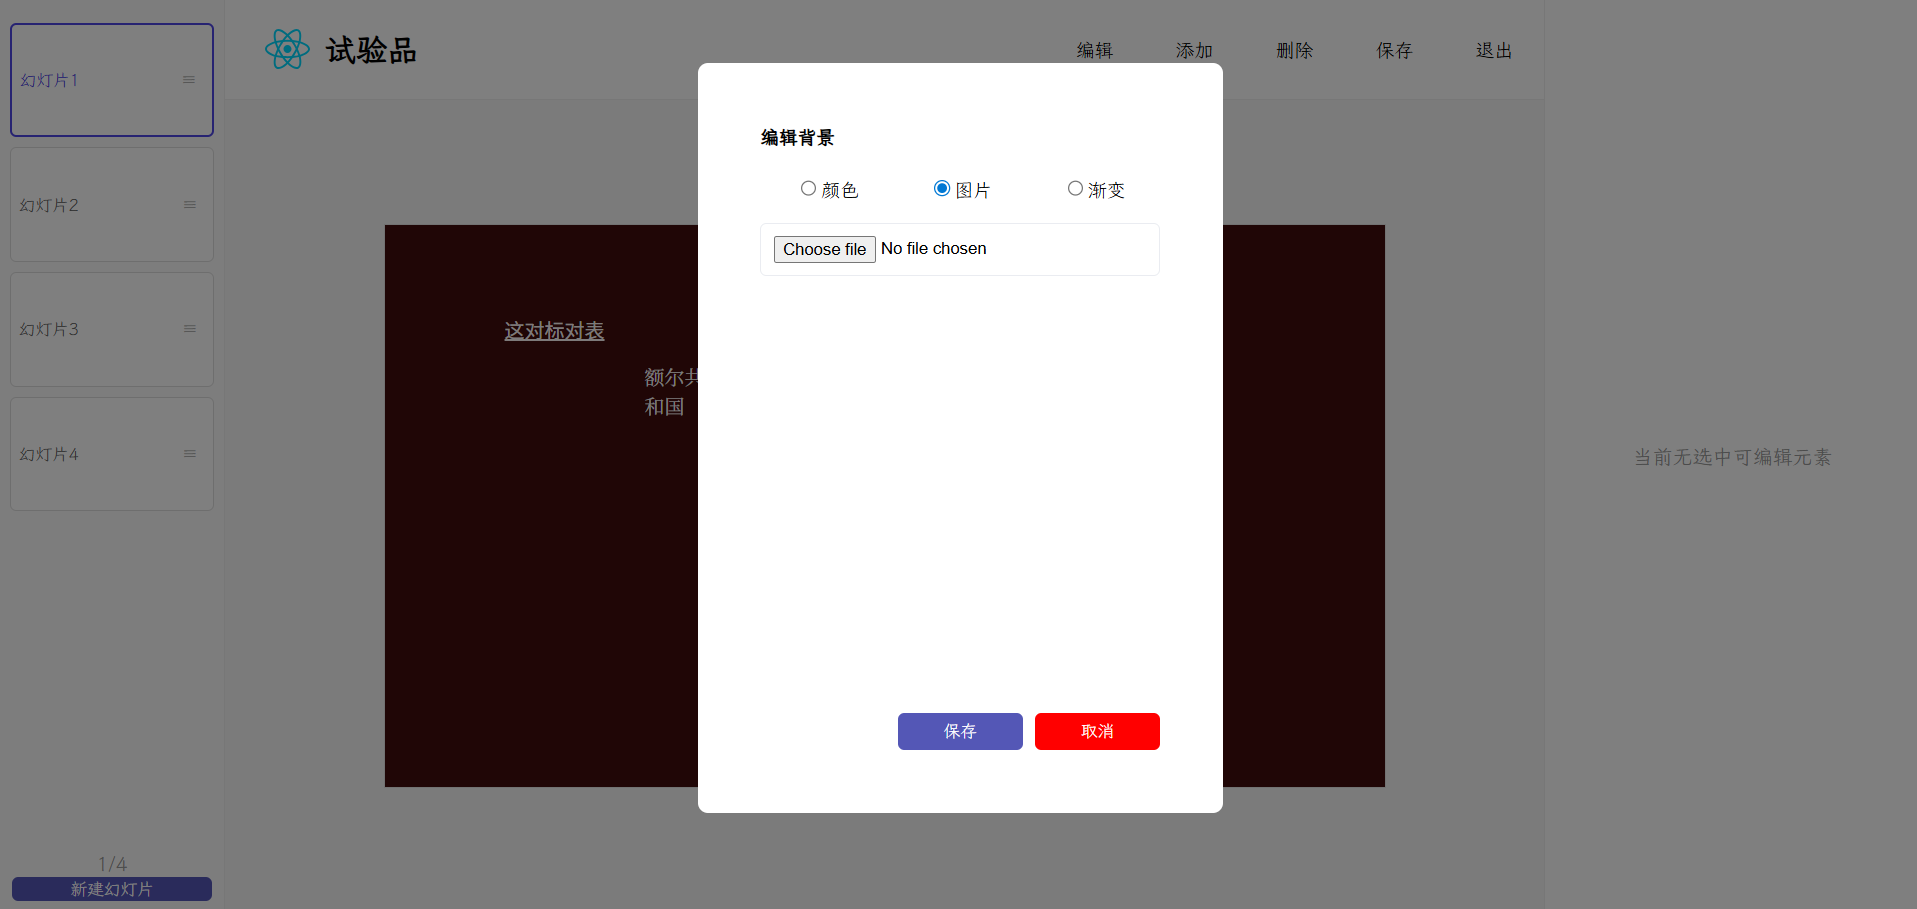 幻灯片1
幻灯片2
幻灯片3
幻灯片4
1/4
新建幻灯片
试验品
编辑 添加 删除 保存 退出
这对标对表
额尔共
和国
编辑背景
颜色 图片 渐变
Choose file No file chosen
保存 取消
当前无选中可编辑元素